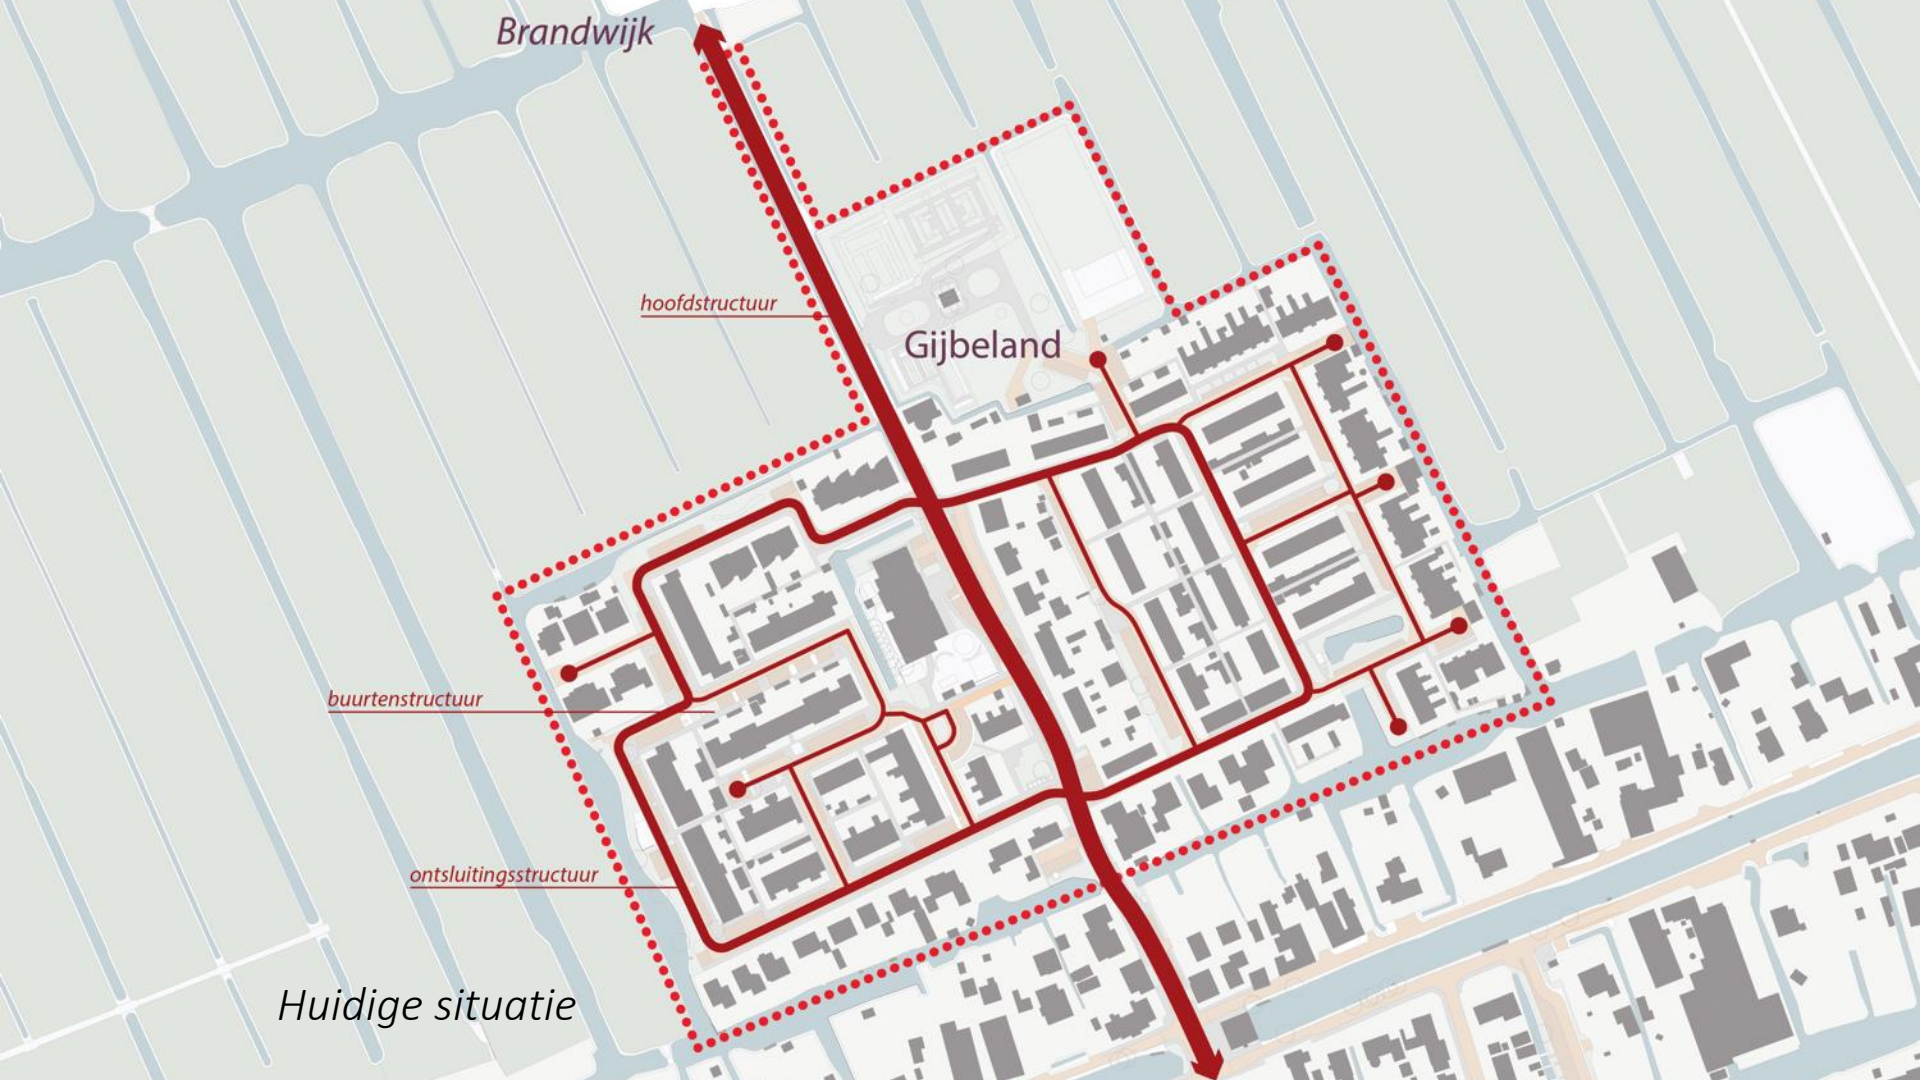 Brandwijk
hoofdstructuur
Gijbeland
buurtenstructuur
ontsluitingsstructuur
Huidige situatie